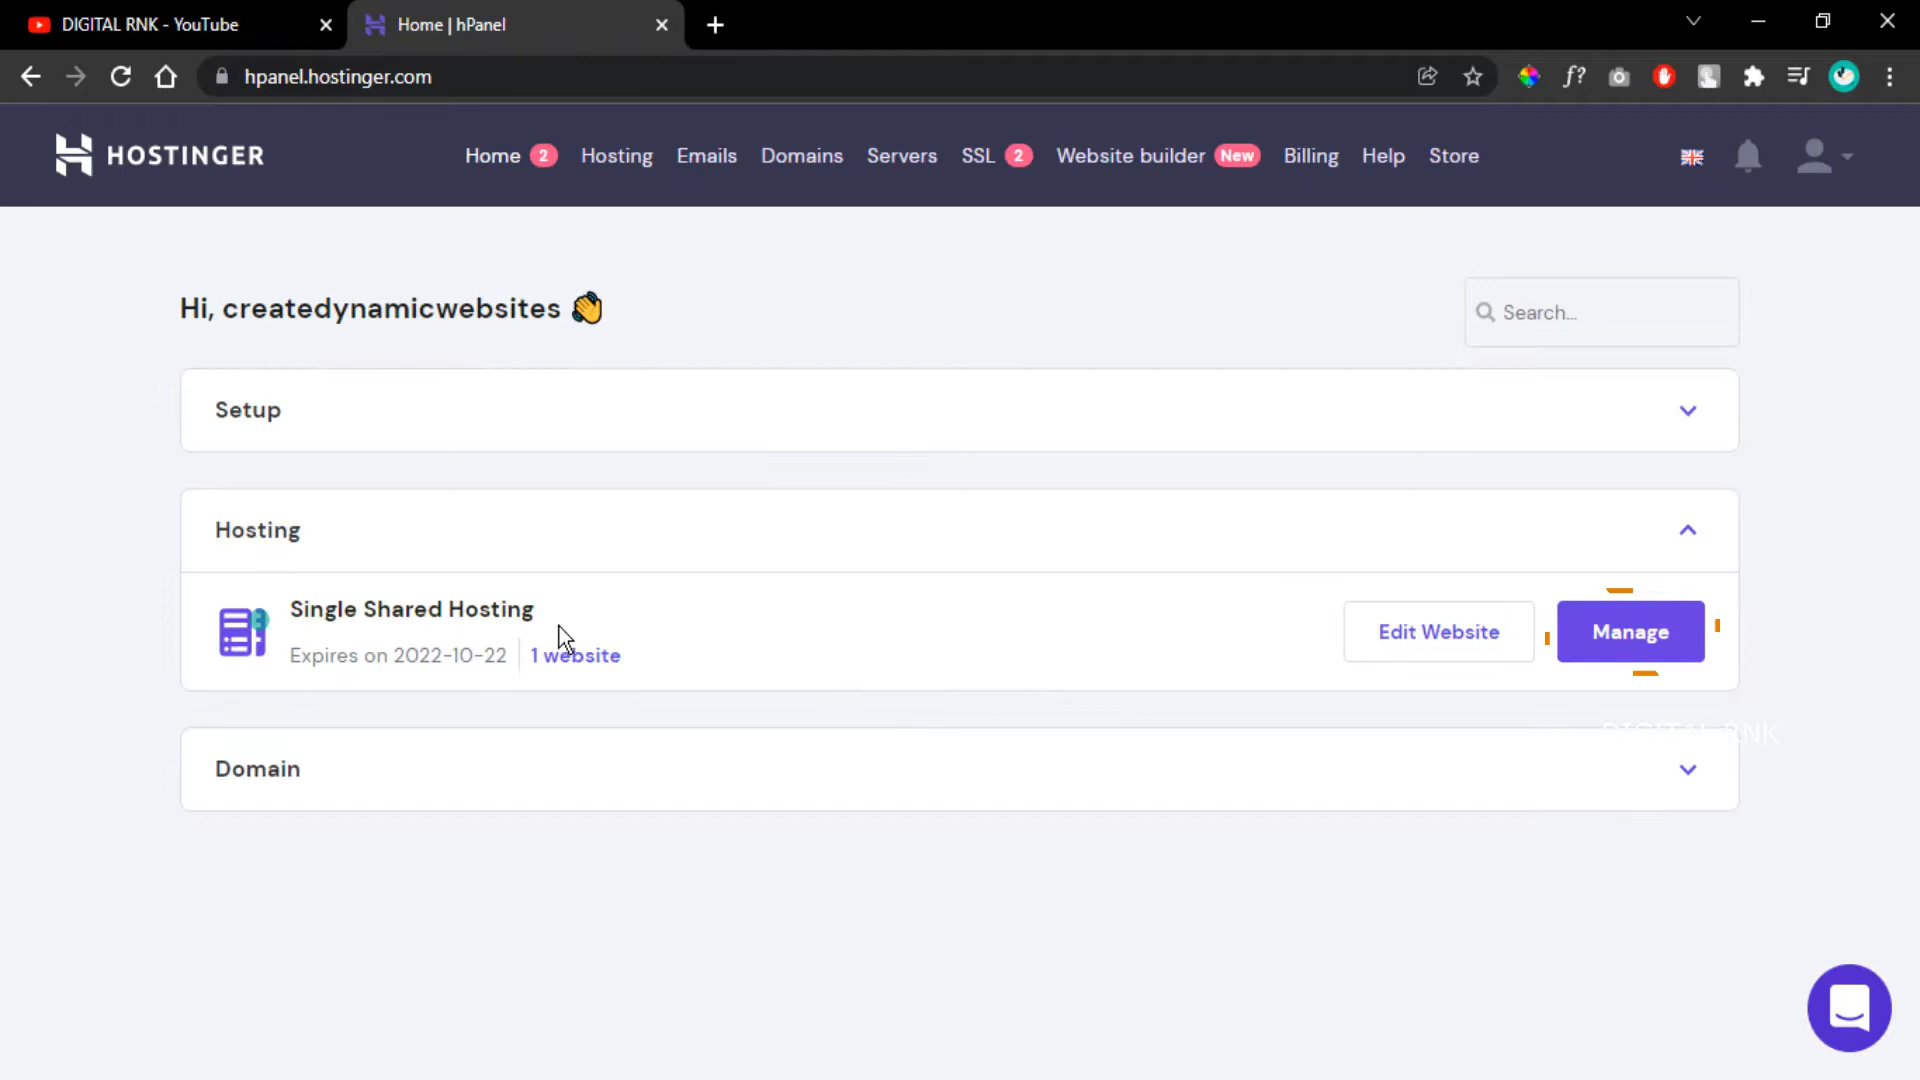 DIGITAL RNK - YouTube
Home | hPanel
hpanel.hostinger.com
f?
HOSTINGER
Home 2 Hosting Emails Domains Servers SSL 2 Website builder New Billing Help Store
Hi, createdynamicwebsites
Search...
Setup
Hosting
Single Shared Hosting
Expires on 2022-10-22 1 website
Edit Website
Manage
DIGITAL RNK
Domain